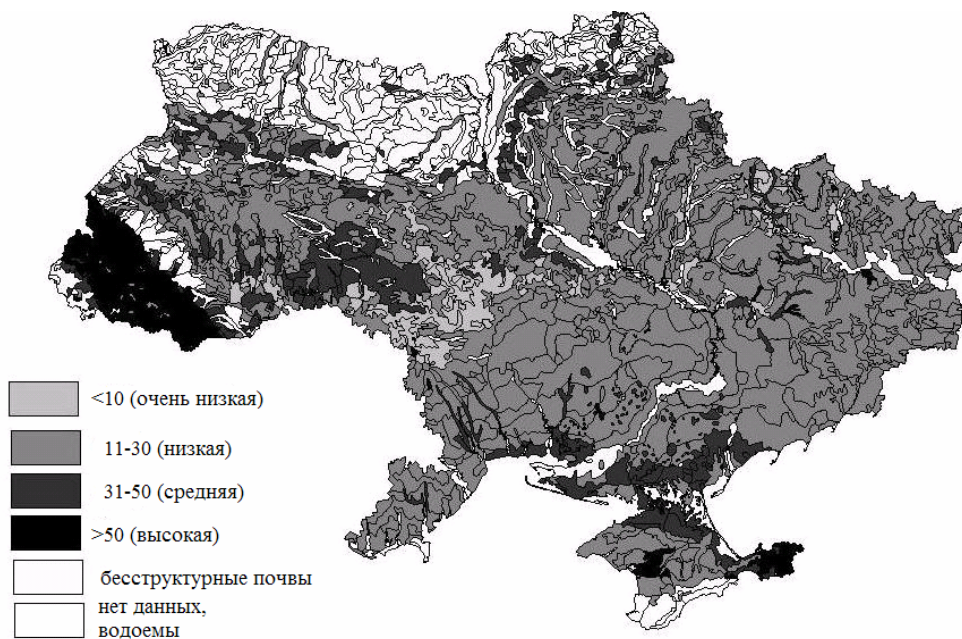 <10 (очень низкая)
11-30 (низкая)
31-50 (средняя)
>50 (высокая)
бесструктурные почвы
нет данных,
водоемы